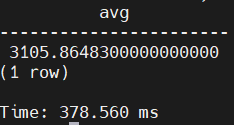 avg
-----------------------
3105.8648300000000000
(1 row)
Time: 378.560 ms